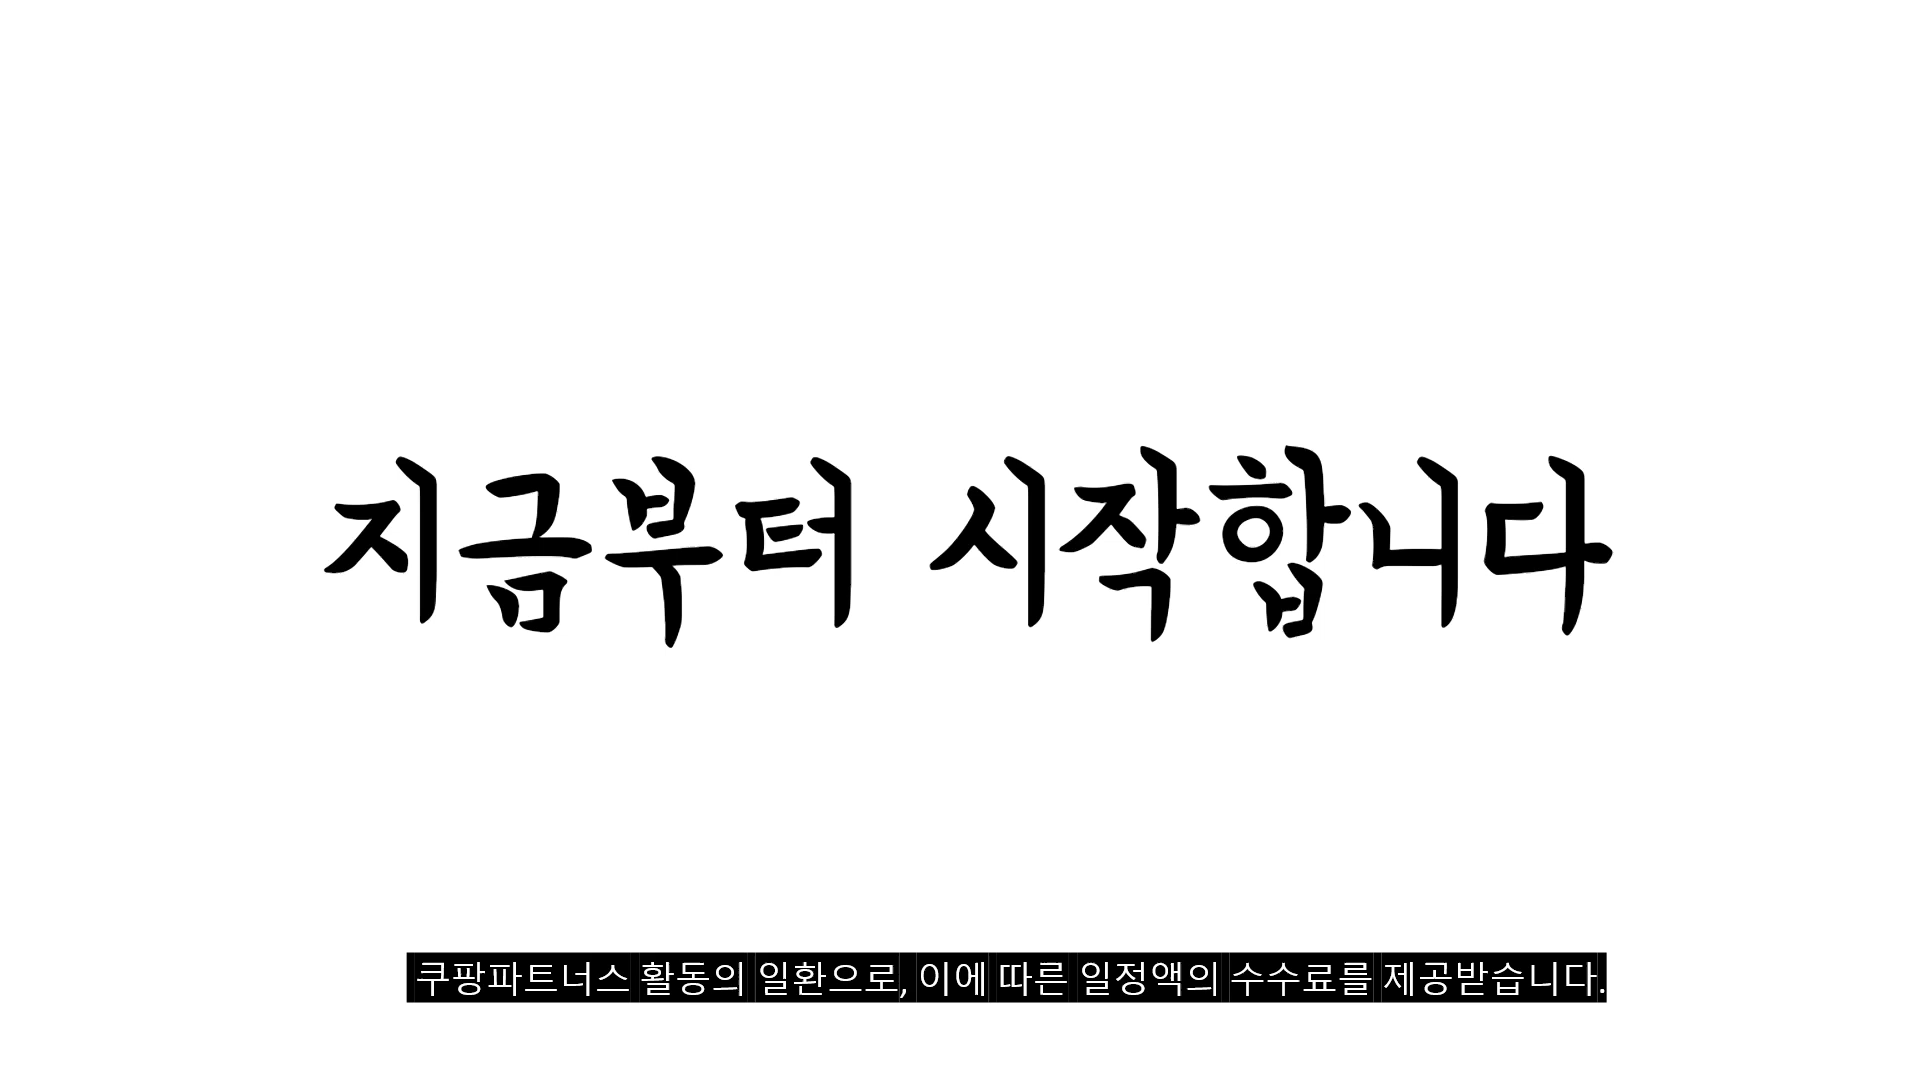 지금부터 시작합니다
쿠팡파트너스 활동의 일환으로, 이에 따른 일정액의 수수료를 제공받습니다.